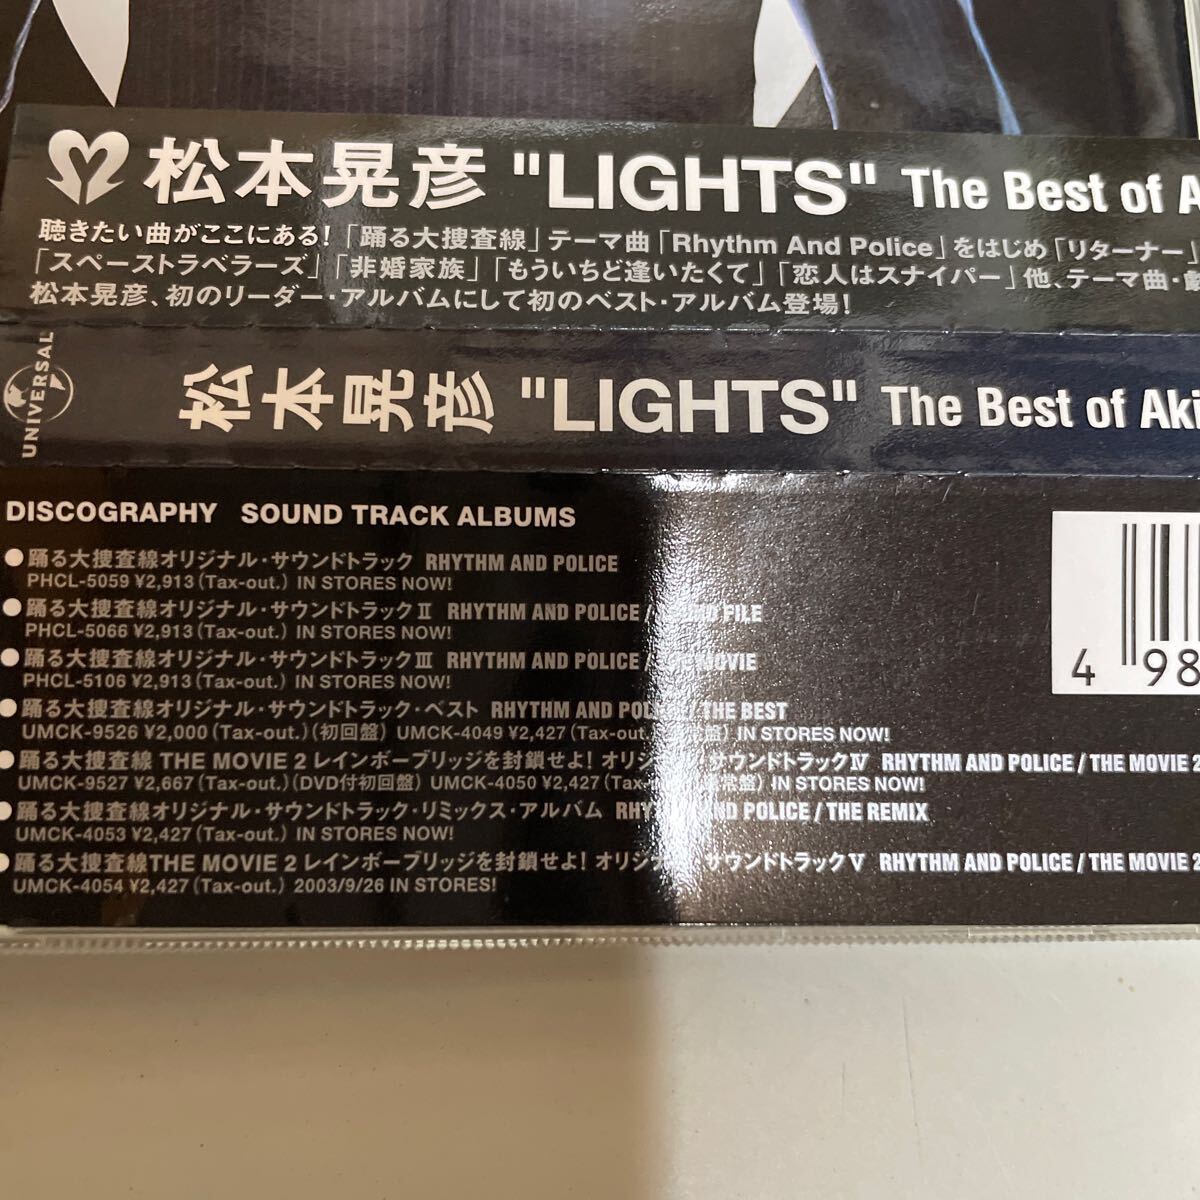 松本晃彦 "LIGHTS" The Best of A
聴きたい曲がここにある!「踊る大捜査線」テーマ曲「Rhythm And Police」をはじめ「リターナー」
「スペーストラベラーズ」「非婚家族」「もういちど逢いたくて」「恋人はスナイパー」他、テーマ曲・劇
松本晃彦、初のリーダー・アルバムにして初のベスト・アルバム登場!
UNIVERSAL
松本晃彦 "LIGHTS" The Best of Aki
DISCOGRAPHY SOUND TRACK ALBUMS
●踊る大捜査線オリジナル・サウンドトラック RHYTHM AND POLICE
PHCL-5059 ¥2,913(Tax-out.) IN STORES NOW!
●踊る大捜査線オリジナル・サウンドトラックⅡ RHYTHM AND POLICE / FILE
PHCL-5066 ¥2,913(Tax-out.) IN STORES NOW!
●踊る大捜査線オリジナル・サウンドトラックⅢ RHYTHM AND POLICE / THE MOVIE
PHCL-5106 ¥2,913(Tax-out.) IN STORES NOW!
●踊る大捜査線オリジナル・サウンドトラック・ベスト RHYTHM AND POLICE / THE BEST
UMCK-9526 ¥2,000(Tax-out.)(初回盤) UMCK-4049 ¥2,427(Tax-out.) 盤) IN STORES NOW!
●踊る大捜査線 THE MOVIE 2 レインボーブリッジを封鎖せよ! オリジ サウンドトラックⅣ RHYTHM AND POLICE / THE MOVIE 2
UMCK-9527 ¥2,667(Tax-out.)(DVD付初回盤) UMCK-4050 ¥2,427(Tax-out.) 常盤) IN STORES NOW!
●踊る大捜査線オリジナル・サウンドトラック・リミックス・アルバム RHYTHM AND POLICE / THE REMIX
UMCK-4053 ¥2,427(Tax-out.) IN STORES NOW!
●踊る大捜査線THE MOVIE 2 レインボーブリッジを封鎖せよ! オリジナル サウンドトラックⅤ RHYTHM AND POLICE / THE MOVIE 2
UMCK-4054 ¥2,427(Tax-out.) 2003/9/26 IN STORES!
4 98